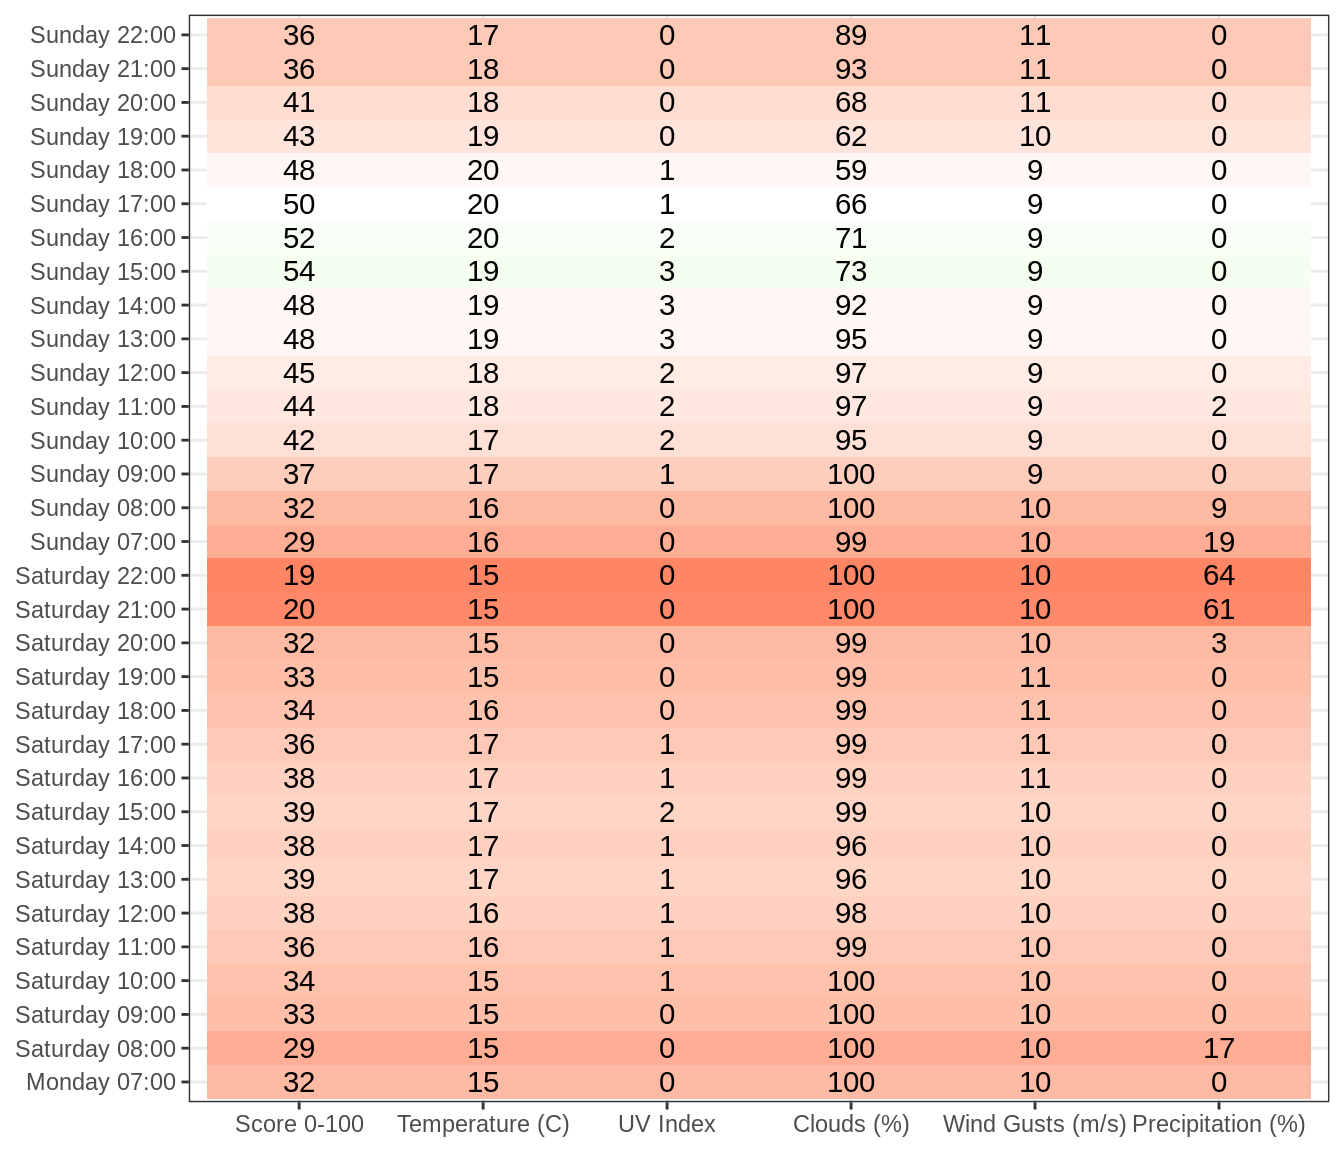 Sunday 22:00 36 17 0 89 11 0
Sunday 21:00 36 18 0 93 11 0
Sunday 20:00 41 18 0 68 11 0
Sunday 19:00 43 19 0 62 10 0
Sunday 18:00 48 20 1 59 9 0
Sunday 17:00 50 20 1 66 9 0
Sunday 16:00 52 20 2 71 9 0
Sunday 15:00 54 19 3 73 9 0
Sunday 14:00 48 19 3 92 9 0
Sunday 13:00 48 19 3 95 9 0
Sunday 12:00 45 18 2 97 9 0
Sunday 11:00 44 18 2 97 9 2
Sunday 10:00 42 17 2 95 9 0
Sunday 09:00 37 17 1 100 9 0
Sunday 08:00 32 16 0 100 10 9
Sunday 07:00 29 16 0 99 10 19
Saturday 22:00 19 15 0 100 10 64
Saturday 21:00 20 15 0 100 10 61
Saturday 20:00 32 15 0 99 10 3
Saturday 19:00 33 15 0 99 11 0
Saturday 18:00 34 16 0 99 11 0
Saturday 17:00 36 17 1 99 11 0
Saturday 16:00 38 17 1 99 11 0
Saturday 15:00 39 17 2 99 10 0
Saturday 14:00 38 17 1 96 10 0
Saturday 13:00 39 17 1 96 10 0
Saturday 12:00 38 16 1 98 10 0
Saturday 11:00 36 16 1 99 10 0
Saturday 10:00 34 15 1 100 10 0
Saturday 09:00 33 15 0 100 10 0
Saturday 08:00 29 15 0 100 10 17
Monday 07:00 32 15 0 100 10 0
Score 0-100 Temperature (C) UV Index Clouds (%) Wind Gusts (m/s) Precipitation (%)